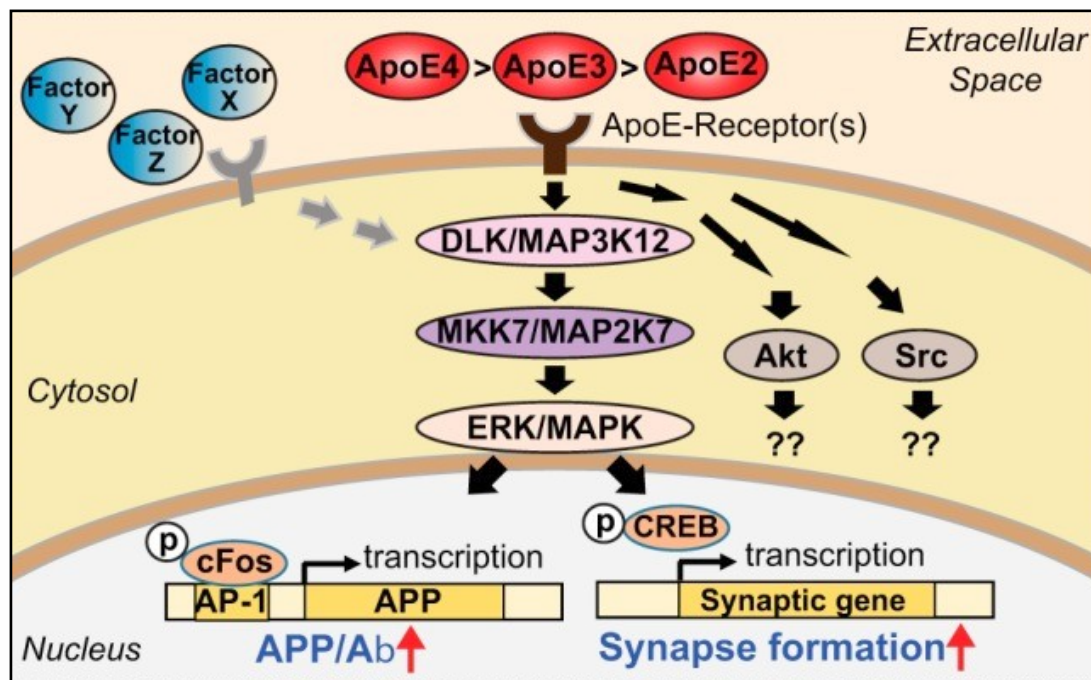 Extracellular
Space
ApoE4 > ApoE3 > ApoE2
Factor
Y
Factor
X
Factor
Z
ApoE-Receptor(s)
DLK/MAP3K12
MKK7/MAP2K7
Akt
Src
Cytosol
ERK/MAPK
??
??
p
cFos
transcription
AP-1
APP
APP/Ab
p
CREB
transcription
Synaptic gene
Synapse formation
Nucleus